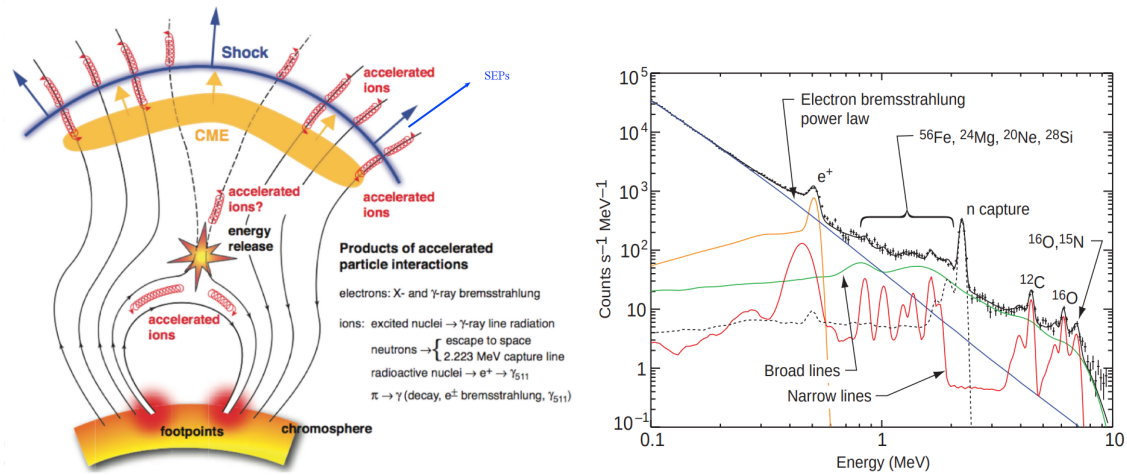 Shock
accelerated
ions
SEPs
CME
accelerated
ions?
accelerated
ions
energy
release
accelerated
ions
Products of accelerated
particle interactions
electrons: X- and γ-ray bremsstrahlung
ions: excited nuclei → γ-ray line radiation
neutrons → { escape to space
2.223 MeV capture line
radioactive nuclei → e⁺ → γ₅₁₁
π → γ (decay, e± bremsstrahlung, γ₅₁₁)
footpoints
chromosphere
10⁵
10⁴
10³
10²
10
1
10⁻¹
Counts s⁻¹ MeV⁻¹
Electron bremsstrahlung
power law
⁵⁶Fe, ²⁴Mg, ²⁰Ne, ²⁸Si
e⁺
n capture
¹⁶O,¹⁵N
¹²C
¹⁶O
Broad lines
Narrow lines
0.1
1
10
Energy (MeV)